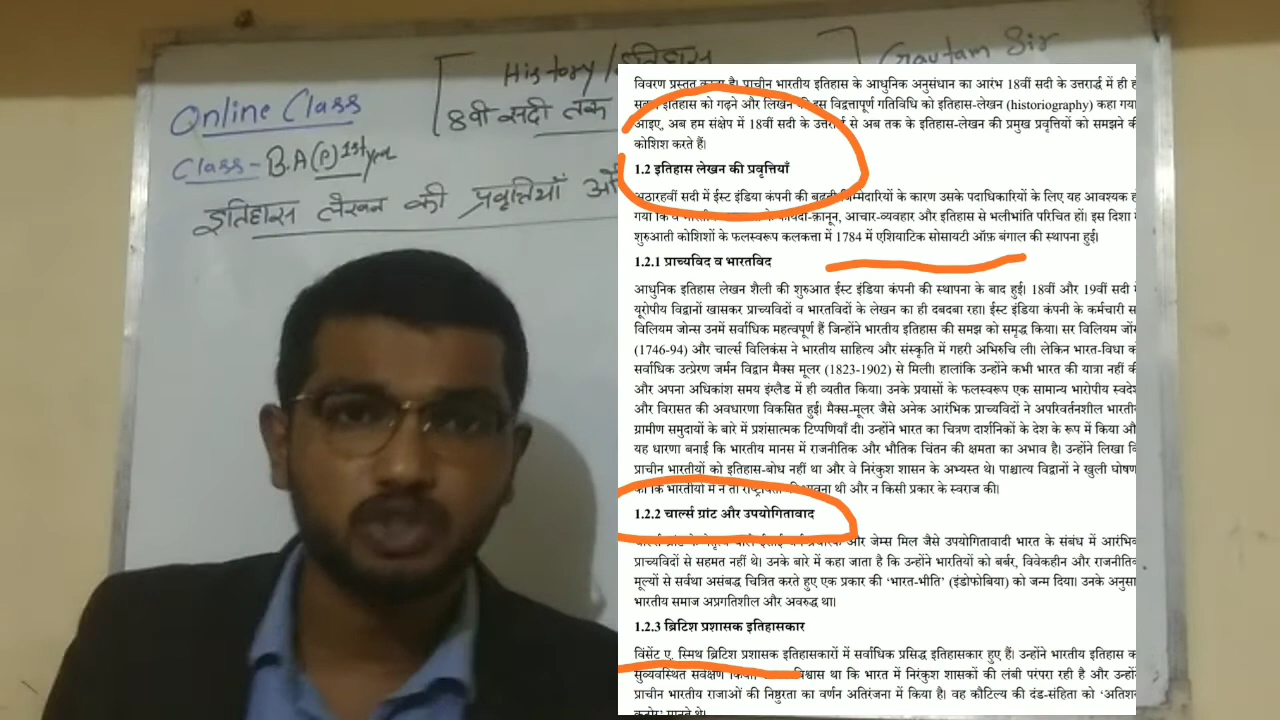 History/इतिहास
Gautam Sir
Online Class
8वी सदी तक
Class - B.A (P) 1st year
इतिहास लेखन की प्रवृत्तियाँ
विवरण प्रस्तुत करता है। प्राचीन भारतीय इतिहास के आधुनिक अनुसंधान का आरंभ 18वीं सदी के उत्तरार्द्ध में ही
इतिहास को गढ़ने और लिखने की इस विद्वत्तापूर्ण गतिविधि को इतिहास-लेखन (historiography) कहा
आइए, अब हम संक्षेप में 18वीं सदी के उत्तरार्द्ध से अब तक के इतिहास-लेखन की प्रमुख प्रवृत्तियों को समझने की
कोशिश करते हैं।
1.2 इतिहास लेखन की प्रवृत्तियाँ
अठारहवीं सदी में ईस्ट इंडिया कंपनी की बढ़ती जिम्मेदारियों के कारण उसके पदाधिकारियों के लिए यह आवश्यक
गया कि कायदा-क़ानून, आचार-व्यवहार और इतिहास से भलीभांति परिचित हों। इस दिशा
शुरुआती कोशिशों के फलस्वरूप कलकत्ता में 1784 में एशियाटिक सोसायटी ऑफ़ बंगाल की स्थापना हुई।
1.2.1 प्राच्यविद व भारतविद
आधुनिक इतिहास लेखन शैली की शुरुआत ईस्ट इंडिया कंपनी की स्थापना के बाद हुई। 18वीं और 19वीं सदी
यूरोपीय विद्वानों खासकर प्राच्यविदों व भारतविदों के लेखन का ही दबदबा रहा। ईस्ट इंडिया कंपनी के कर्मचारी
विलियम जोन्स उनमें सर्वाधिक महत्वपूर्ण हैं जिन्होंने भारतीय इतिहास की समझ को समृद्ध किया। सर विलियम
(1746-94) और चार्ल्स विलिकंस ने भारतीय साहित्य और संस्कृति में गहरी अभिरुचि ली। लेकिन भारत-विधा
सर्वाधिक उत्प्रेरण जर्मन विद्वान मैक्स मूलर (1823-1902) से मिली। हालांकि उन्होंने कभी भारत की यात्रा नहीं की
और अपना अधिकांश समय इंग्लैंड में ही व्यतीत किया। उनके प्रयासों के फलस्वरूप एक सामान्य भारोपीय
और विरासत की अवधारणा विकसित हुई। मैक्स-मूलर जैसे अनेक आरंभिक प्राच्यविदों ने अपरिवर्तनशील
ग्रामीण समुदायों के बारे में प्रशंसात्मक टिप्पणियाँ दी। उन्होंने भारत का चित्रण दार्शनिकों के देश के रूप में किया
यह धारणा बनाई कि भारतीय मानस में राजनीतिक और भौतिक चिंतन की क्षमता का अभाव है। उन्होंने लिखा
प्राचीन भारतीयों को इतिहास-बोध नहीं था और वे निरंकुश शासन के अभ्यस्त थे। पाश्चात्य विद्वानों ने खुली
की कि भारतीयों में न तो राष्ट्रीयता भावना थी और न किसी प्रकार के स्वराज की।
1.2.2 चार्ल्स ग्रांट और उपयोगितावाद
और जेम्स मिल जैसे उपयोगितावादी भारत के संबंध में
प्राच्यविदों से सहमत नहीं थे। उनके बारे में कहा जाता है कि उन्होंने भारतियों को बर्बर, विवेकहीन और
मूल्यों से सर्वथा असंबद्ध चित्रित करते हुए एक प्रकार की ‘भारत-भीति’ (इंडोफोबिया) को जन्म दिया। उनके
भारतीय समाज अप्रगतिशील और अवरुद्ध था।
1.2.3 ब्रिटिश प्रशासक इतिहासकार
विंसेंट ए. स्मिथ ब्रिटिश प्रशासक इतिहासकारों में सर्वाधिक प्रसिद्ध इतिहासकार हुए हैं। उन्होंने भारतीय इतिहास
सुव्यवस्थित सर्वेक्षण था कि भारत में निरंकुश शासकों की लंबी परंपरा रही है और
प्राचीन भारतीय राजाओं की निष्ठुरता का वर्णन अतिरंजना में किया है। वह कौटिल्य की दंड-संहिता को